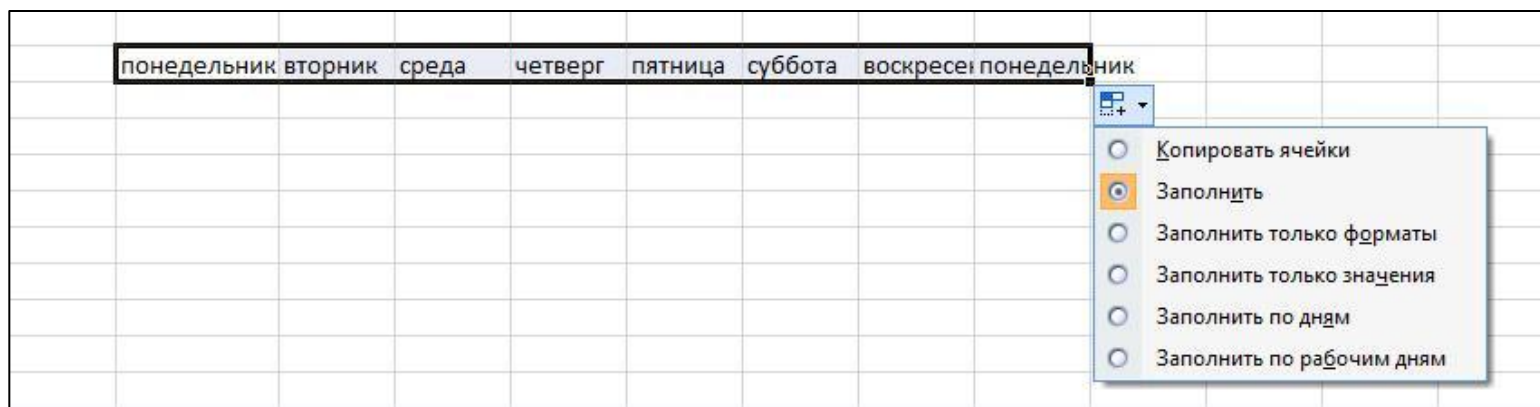 понедельник вторник среда четверг пятница суббота воскресен понедельник
Копировать ячейки
Заполнить
Заполнить только форматы
Заполнить только значения
Заполнить по дням
Заполнить по рабочим дням